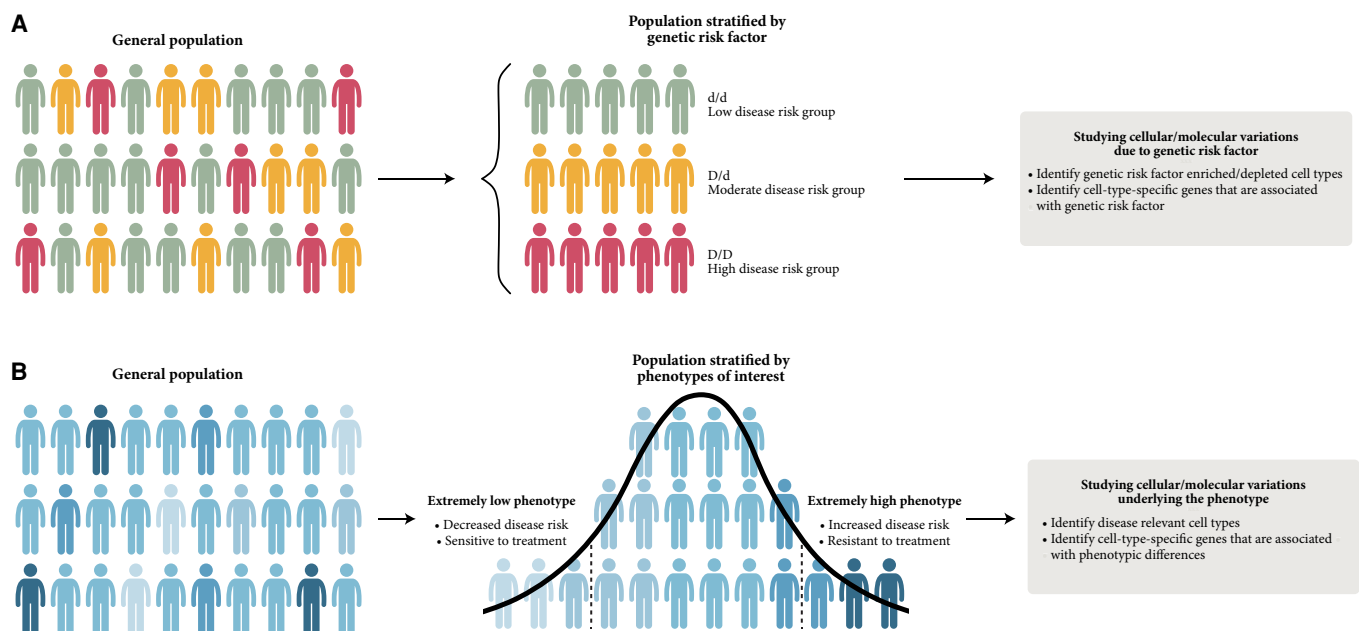 A
General population
Population stratified by
genetic risk factor
d/d
Low disease risk group
D/d
Moderate disease risk group
D/D
High disease risk group
Studying cellular/molecular variations
due to genetic risk factor
• Identify genetic risk factor enriched/depleted cell types
• Identify cell-type-specific genes that are associated
with genetic risk factor
B
General population
Population stratified by
phenotypes of interest
Extremely low phenotype
• Decreased disease risk
• Sensitive to treatment
Extremely high phenotype
• Increased disease risk
• Resistant to treatment
Studying cellular/molecular variations
underlying the phenotype
• Identify disease relevant cell types
• Identify cell-type-specific genes that are associated
with phenotypic differences